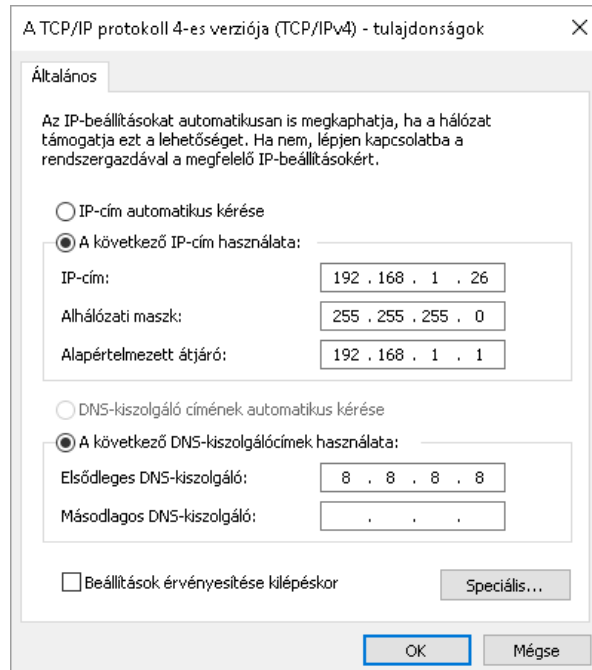 A TCP/IP protokoll 4-es verziója (TCP/IPv4) - tulajdonságok
Általános
Az IP-beállításokat automatikusan is megkaphatja, ha a hálózat
támogatja ezt a lehetőséget. Ha nem, lépjen kapcsolatba a
rendszergazdával a megfelelő IP-beállításokért.
IP-cím automatikus kérése
A következő IP-cím használata:
IP-cím: 192 . 168 . 1 . 26
Alhálózati maszk: 255 . 255 . 255 . 0
Alapértelmezett átjáró: 192 . 168 . 1 . 1
DNS-kiszolgáló címének automatikus kérése
A következő DNS-kiszolgálócímek használata:
Elsődleges DNS-kiszolgáló: 8 . 8 . 8 . 8
Másodlagos DNS-kiszolgáló: . . .
Beállítások érvényesítése kilépéskor
Speciális...
OK Mégse